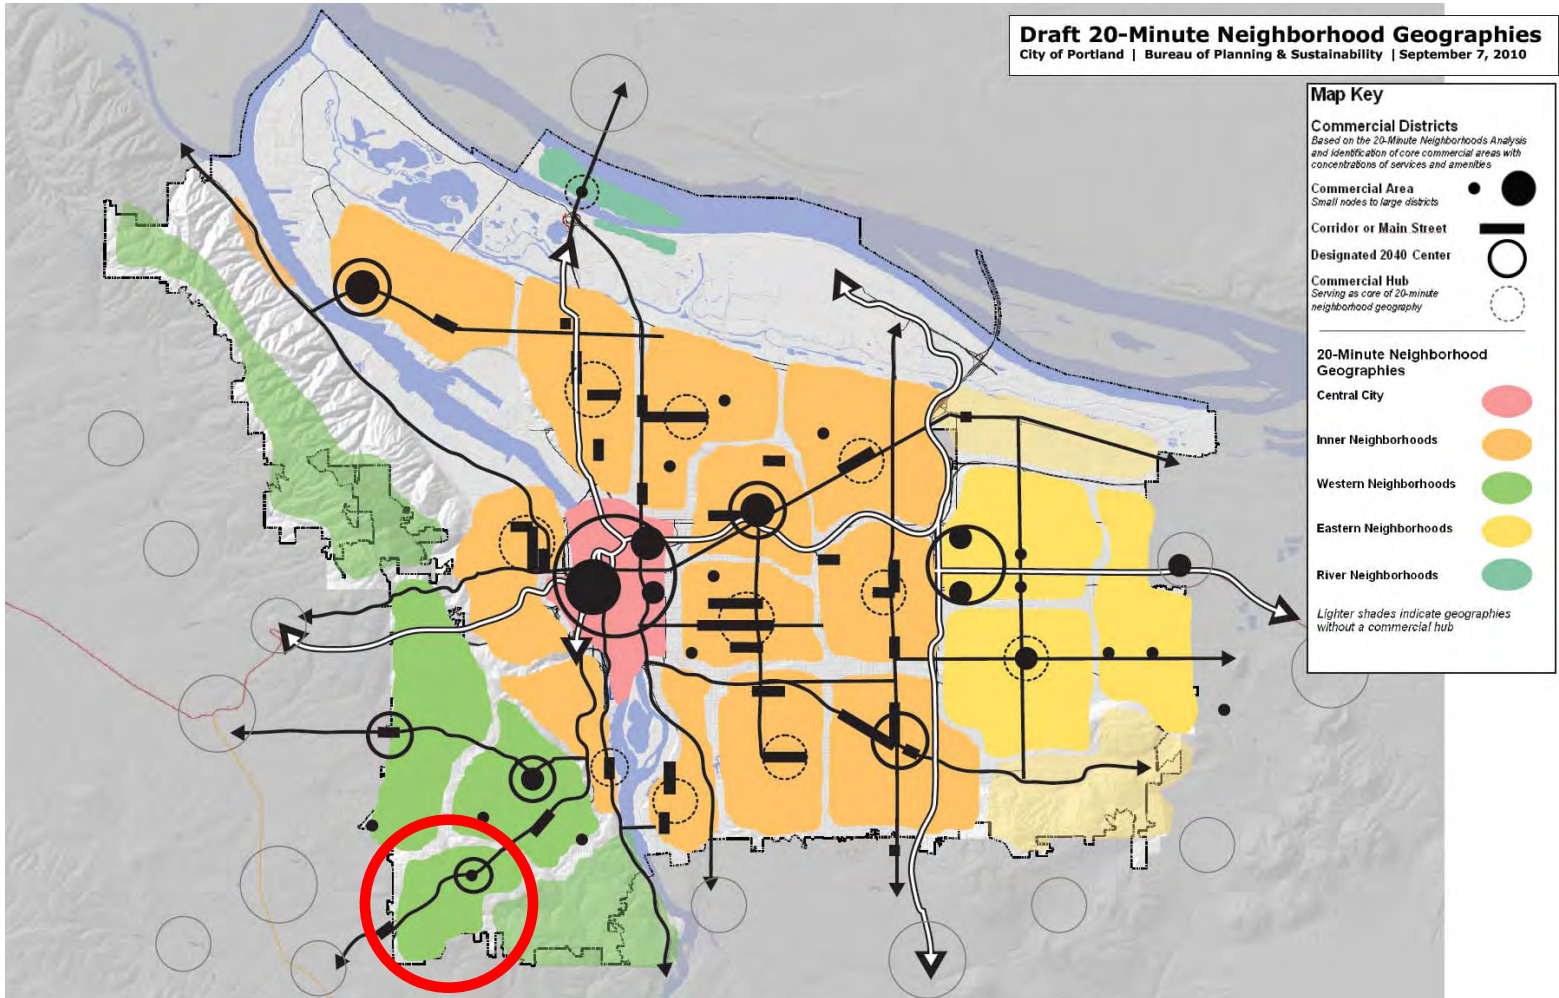 Draft 20-Minute Neighborhood Geographies
City of Portland | Bureau of Planning & Sustainability | September 7, 2010
Map Key
Commercial Districts
Based on the 20-Minute Neighborhoods Analysis
and identification of core commercial areas with
concentrations of services and amenities
Commercial Area
Small nodes to large districts
Corridor or Main Street
Designated 2040 Center
Commercial Hub
Serving as core of 20-minute
neighborhood geography
20-Minute Neighborhood
Geographies
Central City
Inner Neighborhoods
Western Neighborhoods
Eastern Neighborhoods
River Neighborhoods
Lighter shades indicate geographies
without a commercial hub